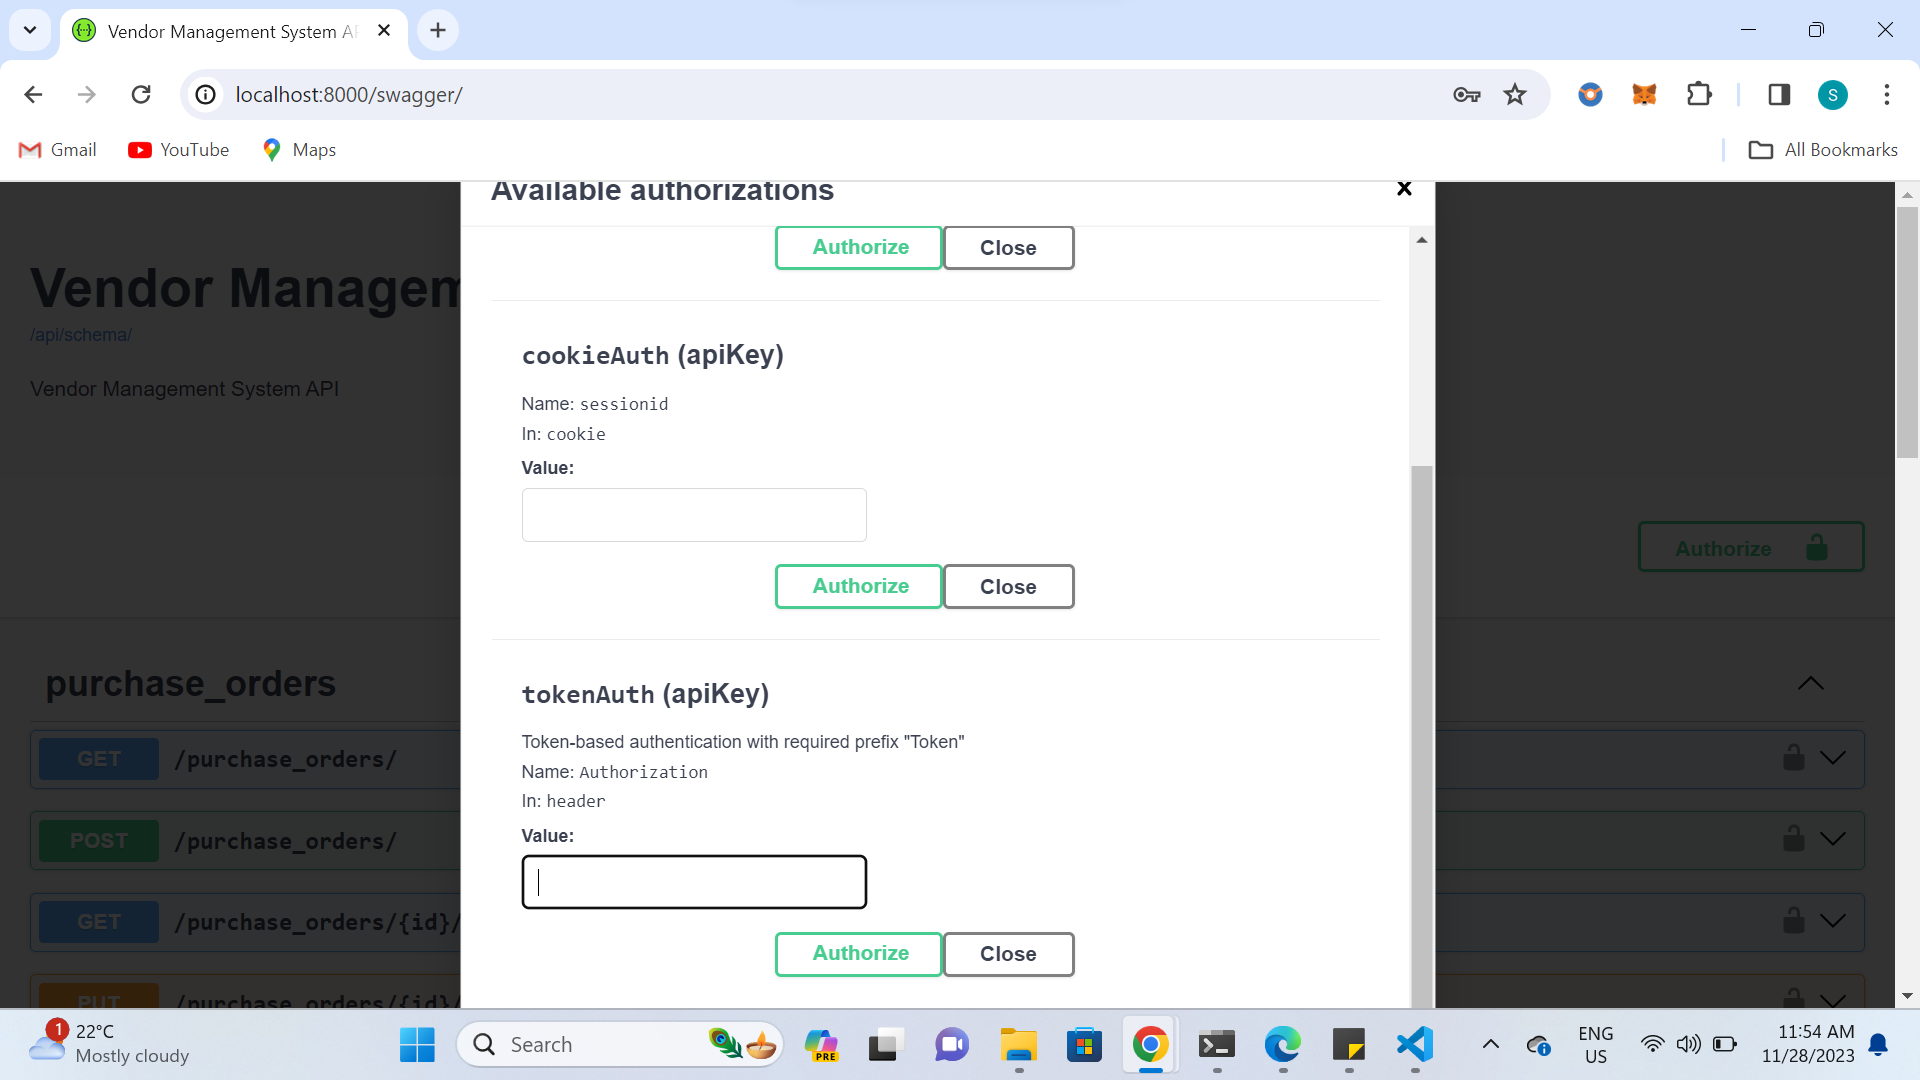 Vendor Management System AP
localhost:8000/swagger/
S
Gmail
YouTube
Maps
All Bookmarks
Available authorizations
Authorize
Close
Vendor Managem
/api/schema/
Vendor Management System API
cookieAuth (apiKey)
Name: sessionid
In: cookie
Value:
Authorize
Close
Authorize
tokenAuth (apiKey)
Token-based authentication with required prefix "Token"
Name: Authorization
In: header
Value:
Authorize
Close
purchase_orders
GET /purchase_orders/
POST /purchase_orders/
GET /purchase_orders/{id}/
PUT /purchase_orders/{id}/
1
22°C
Mostly cloudy
Search
PRE
ENG
US
11:54 AM
11/28/2023